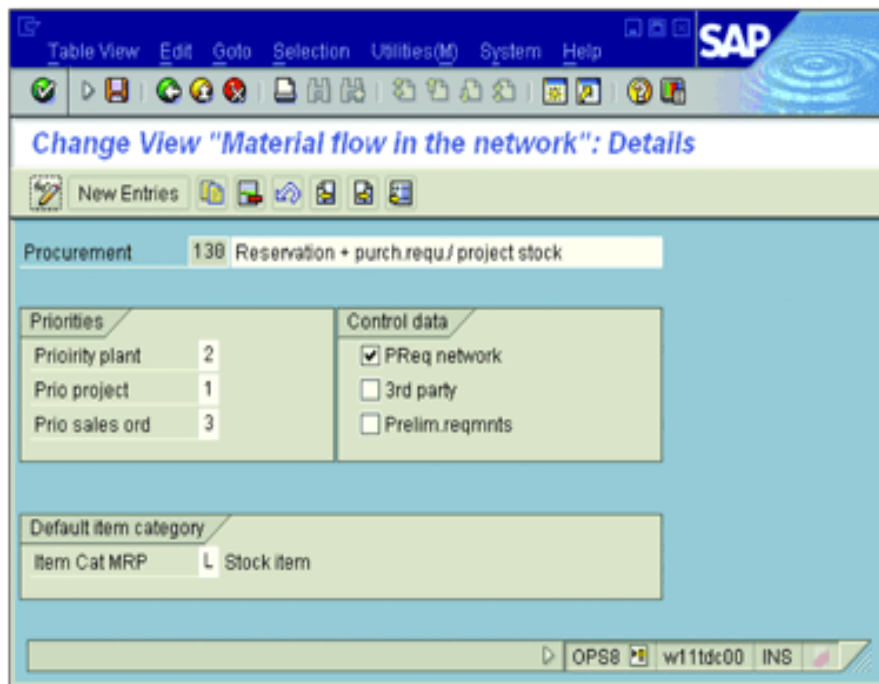 Table View Edit Goto Selection Utilities(M) System Help
SAP
Change View "Material flow in the network": Details
New Entries
Procurement 130 Reservation + purch.requ./ project stock
Priorities
Control data
Prioirity plant 2
PReq network
Prio project 1
3rd party
Prio sales ord 3
Prelim.reqmnts
Default item category
Item Cat MRP L Stock item
OPS8 w11tdc00 INS